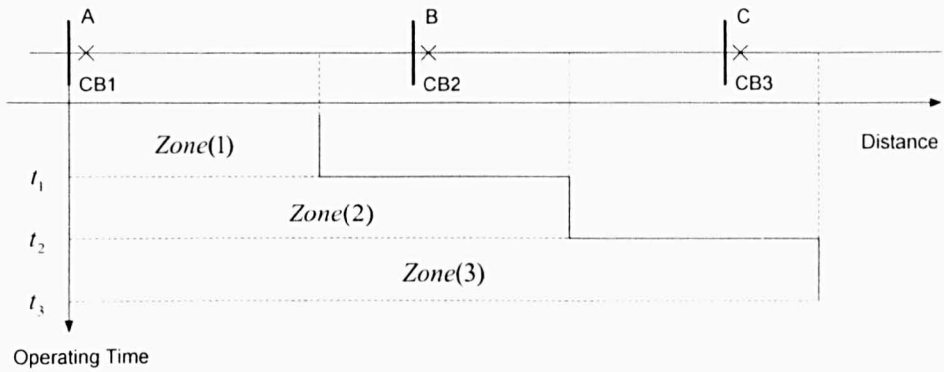 A
B
C
CB1
CB2
CB3
Distance
Zone(1)
t₁
Zone(2)
t₂
Zone(3)
t₃
Operating Time